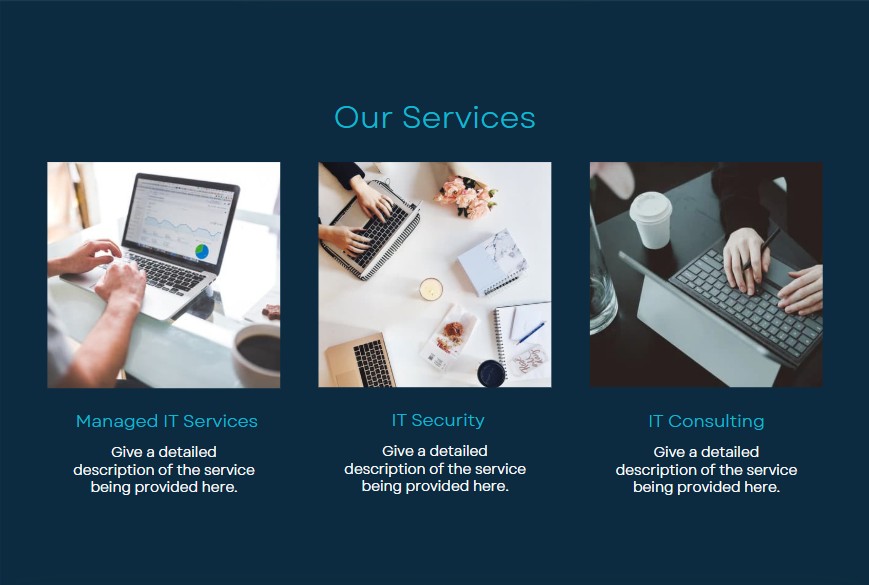 Our Services
Managed IT Services
Give a detailed
description of the service
being provided here.
IT Security
Give a detailed
description of the service
being provided here.
IT Consulting
Give a detailed
description of the service
being provided here.